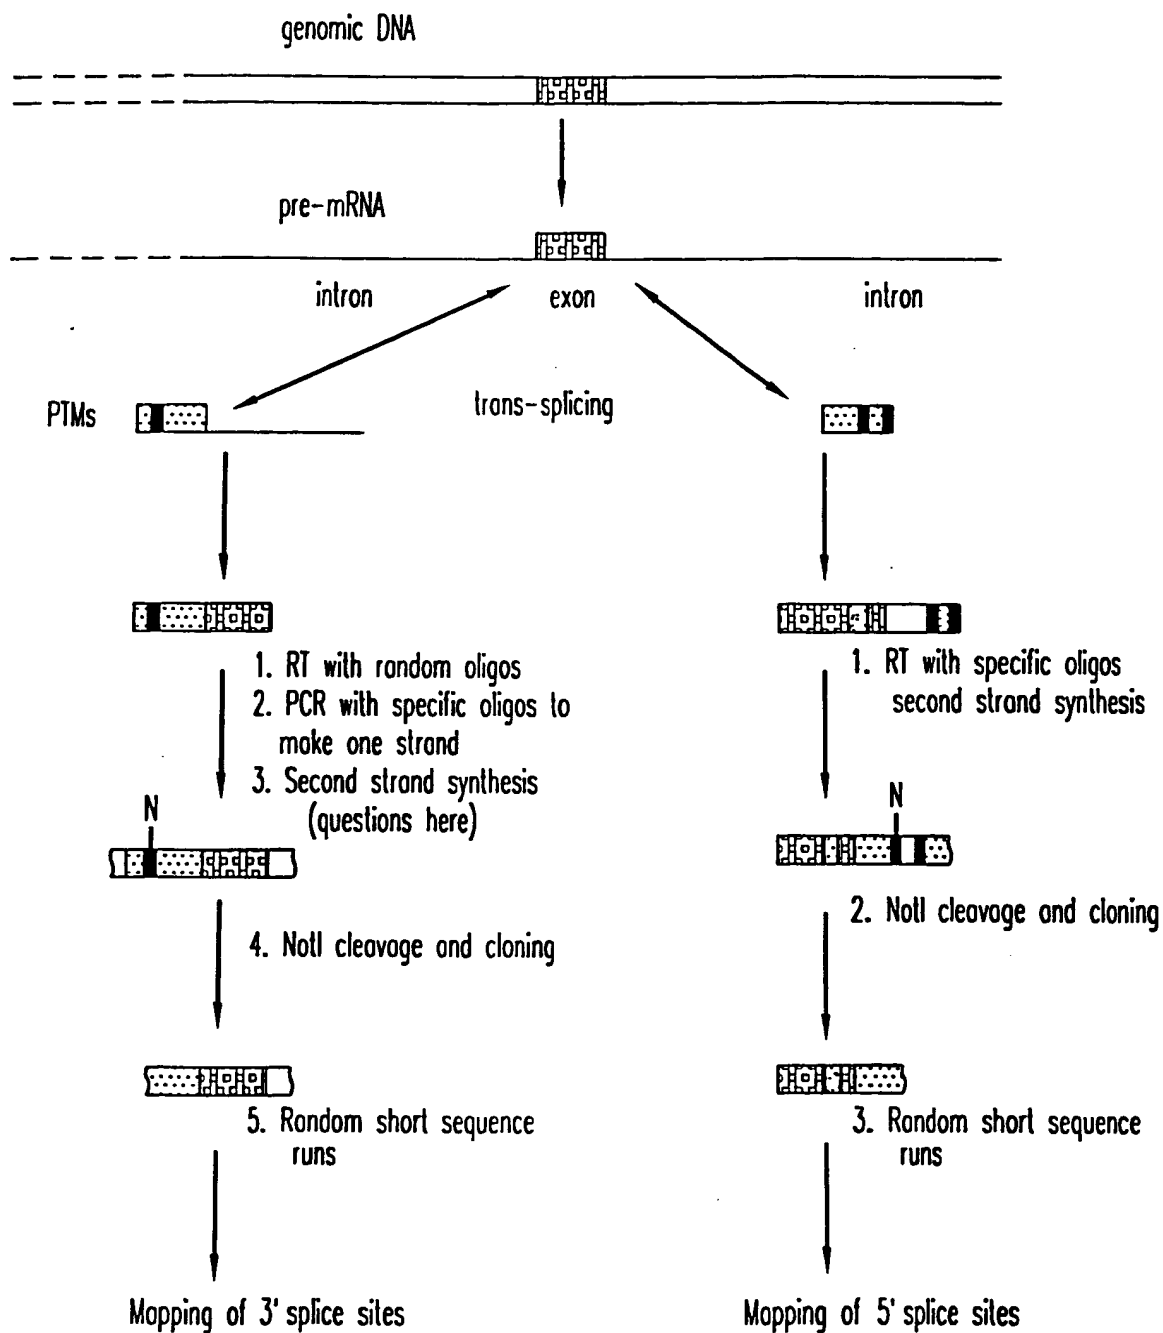 genomic DNA
pre-mRNA
intron
exon
intron
PTMs
trans-splicing
1. RT with random oligos
2. PCR with specific oligos to
make one strand
3. Second strand synthesis
(questions here)
N
1. RT with specific oligos
second strand synthesis
N
4. NotI cleavage and cloning
2. NotI cleavage and cloning
5. Random short sequence
runs
3. Random short sequence
runs
Mapping of 3' splice sites
Mapping of 5' splice sites